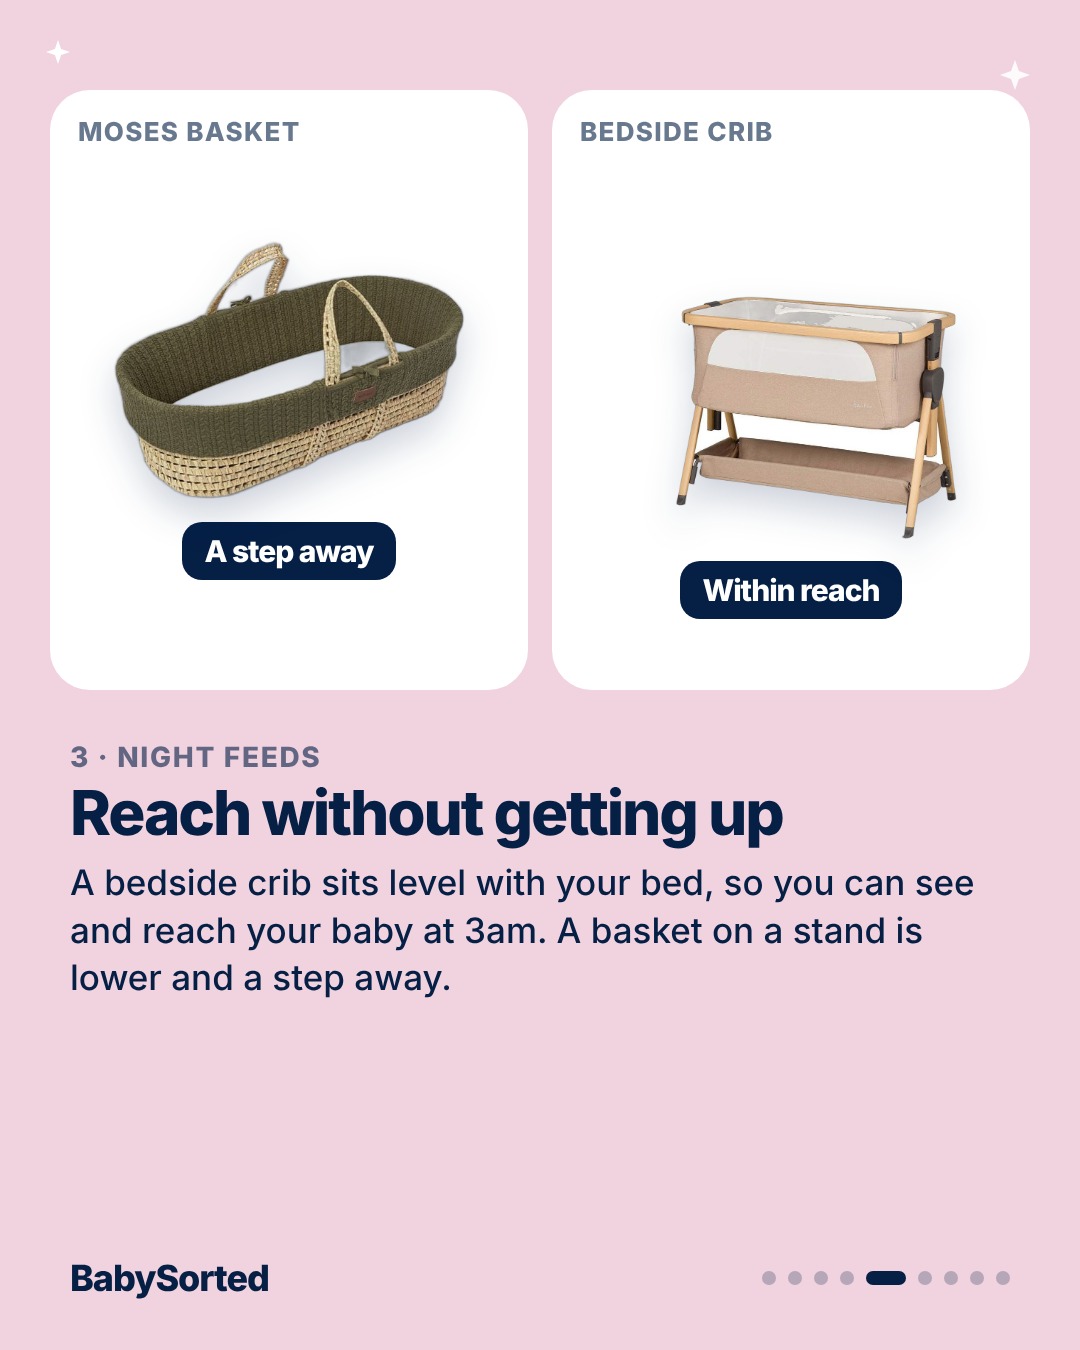 MOSES BASKET
BEDSIDE CRIB
A step away
Within reach
3 · NIGHT FEEDS
Reach without getting up
A bedside crib sits level with your bed, so you can see
and reach your baby at 3am. A basket on a stand is
lower and a step away.
BabySorted